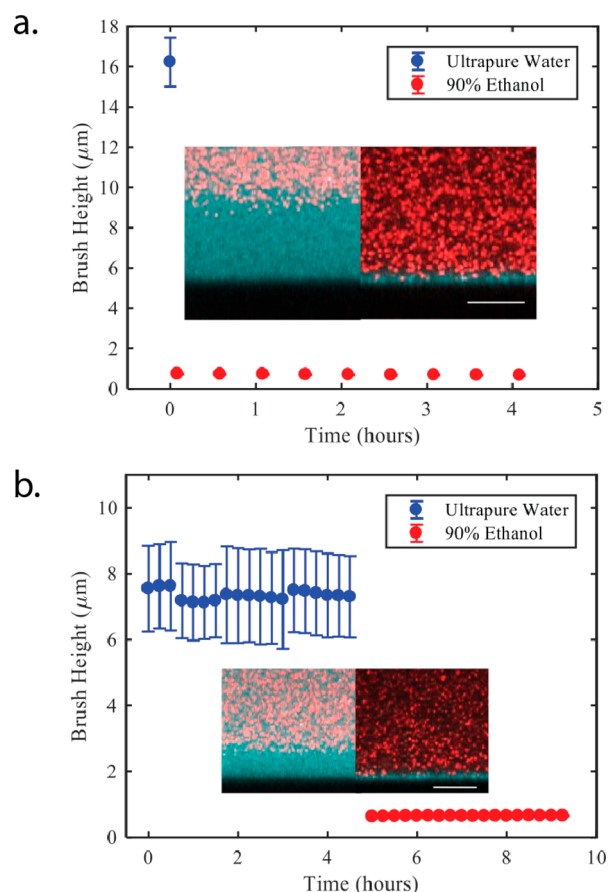 a.
18
16
14
12
10
8
6
4
2
0
Brush Height (μm)
Ultrapure Water
90% Ethanol
0 1 2 3 4 5
Time (hours)
b.
10
8
6
4
2
0
Brush Height (μm)
Ultrapure Water
90% Ethanol
0 2 4 6 8 10
Time (hours)